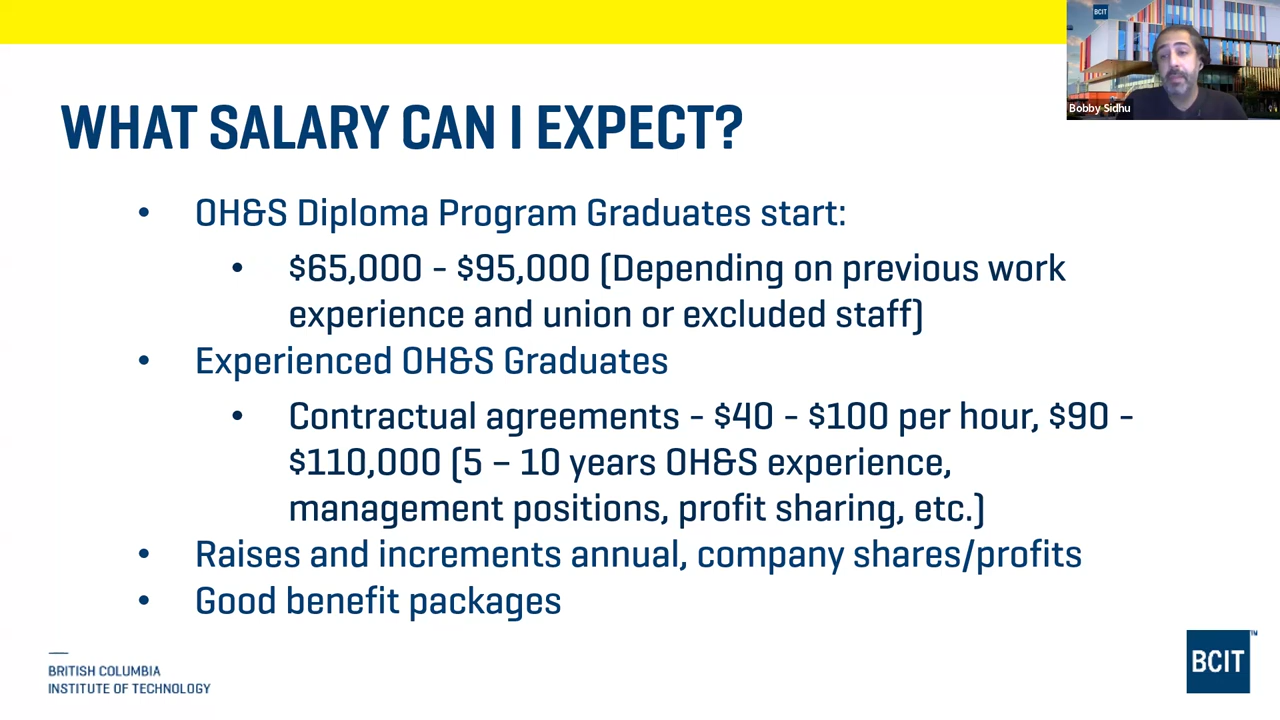 BCIT
Bobby Sidhu
WHAT SALARY CAN I EXPECT?
• OH&S Diploma Program Graduates start:
• $65,000 - $95,000 (Depending on previous work
experience and union or excluded staff)
• Experienced OH&S Graduates
• Contractual agreements - $40 - $100 per hour, $90 -
$110,000 (5 – 10 years OH&S experience,
management positions, profit sharing, etc.)
• Raises and increments annual, company shares/profits
• Good benefit packages
BRITISH COLUMBIA
INSTITUTE OF TECHNOLOGY
BCIT™